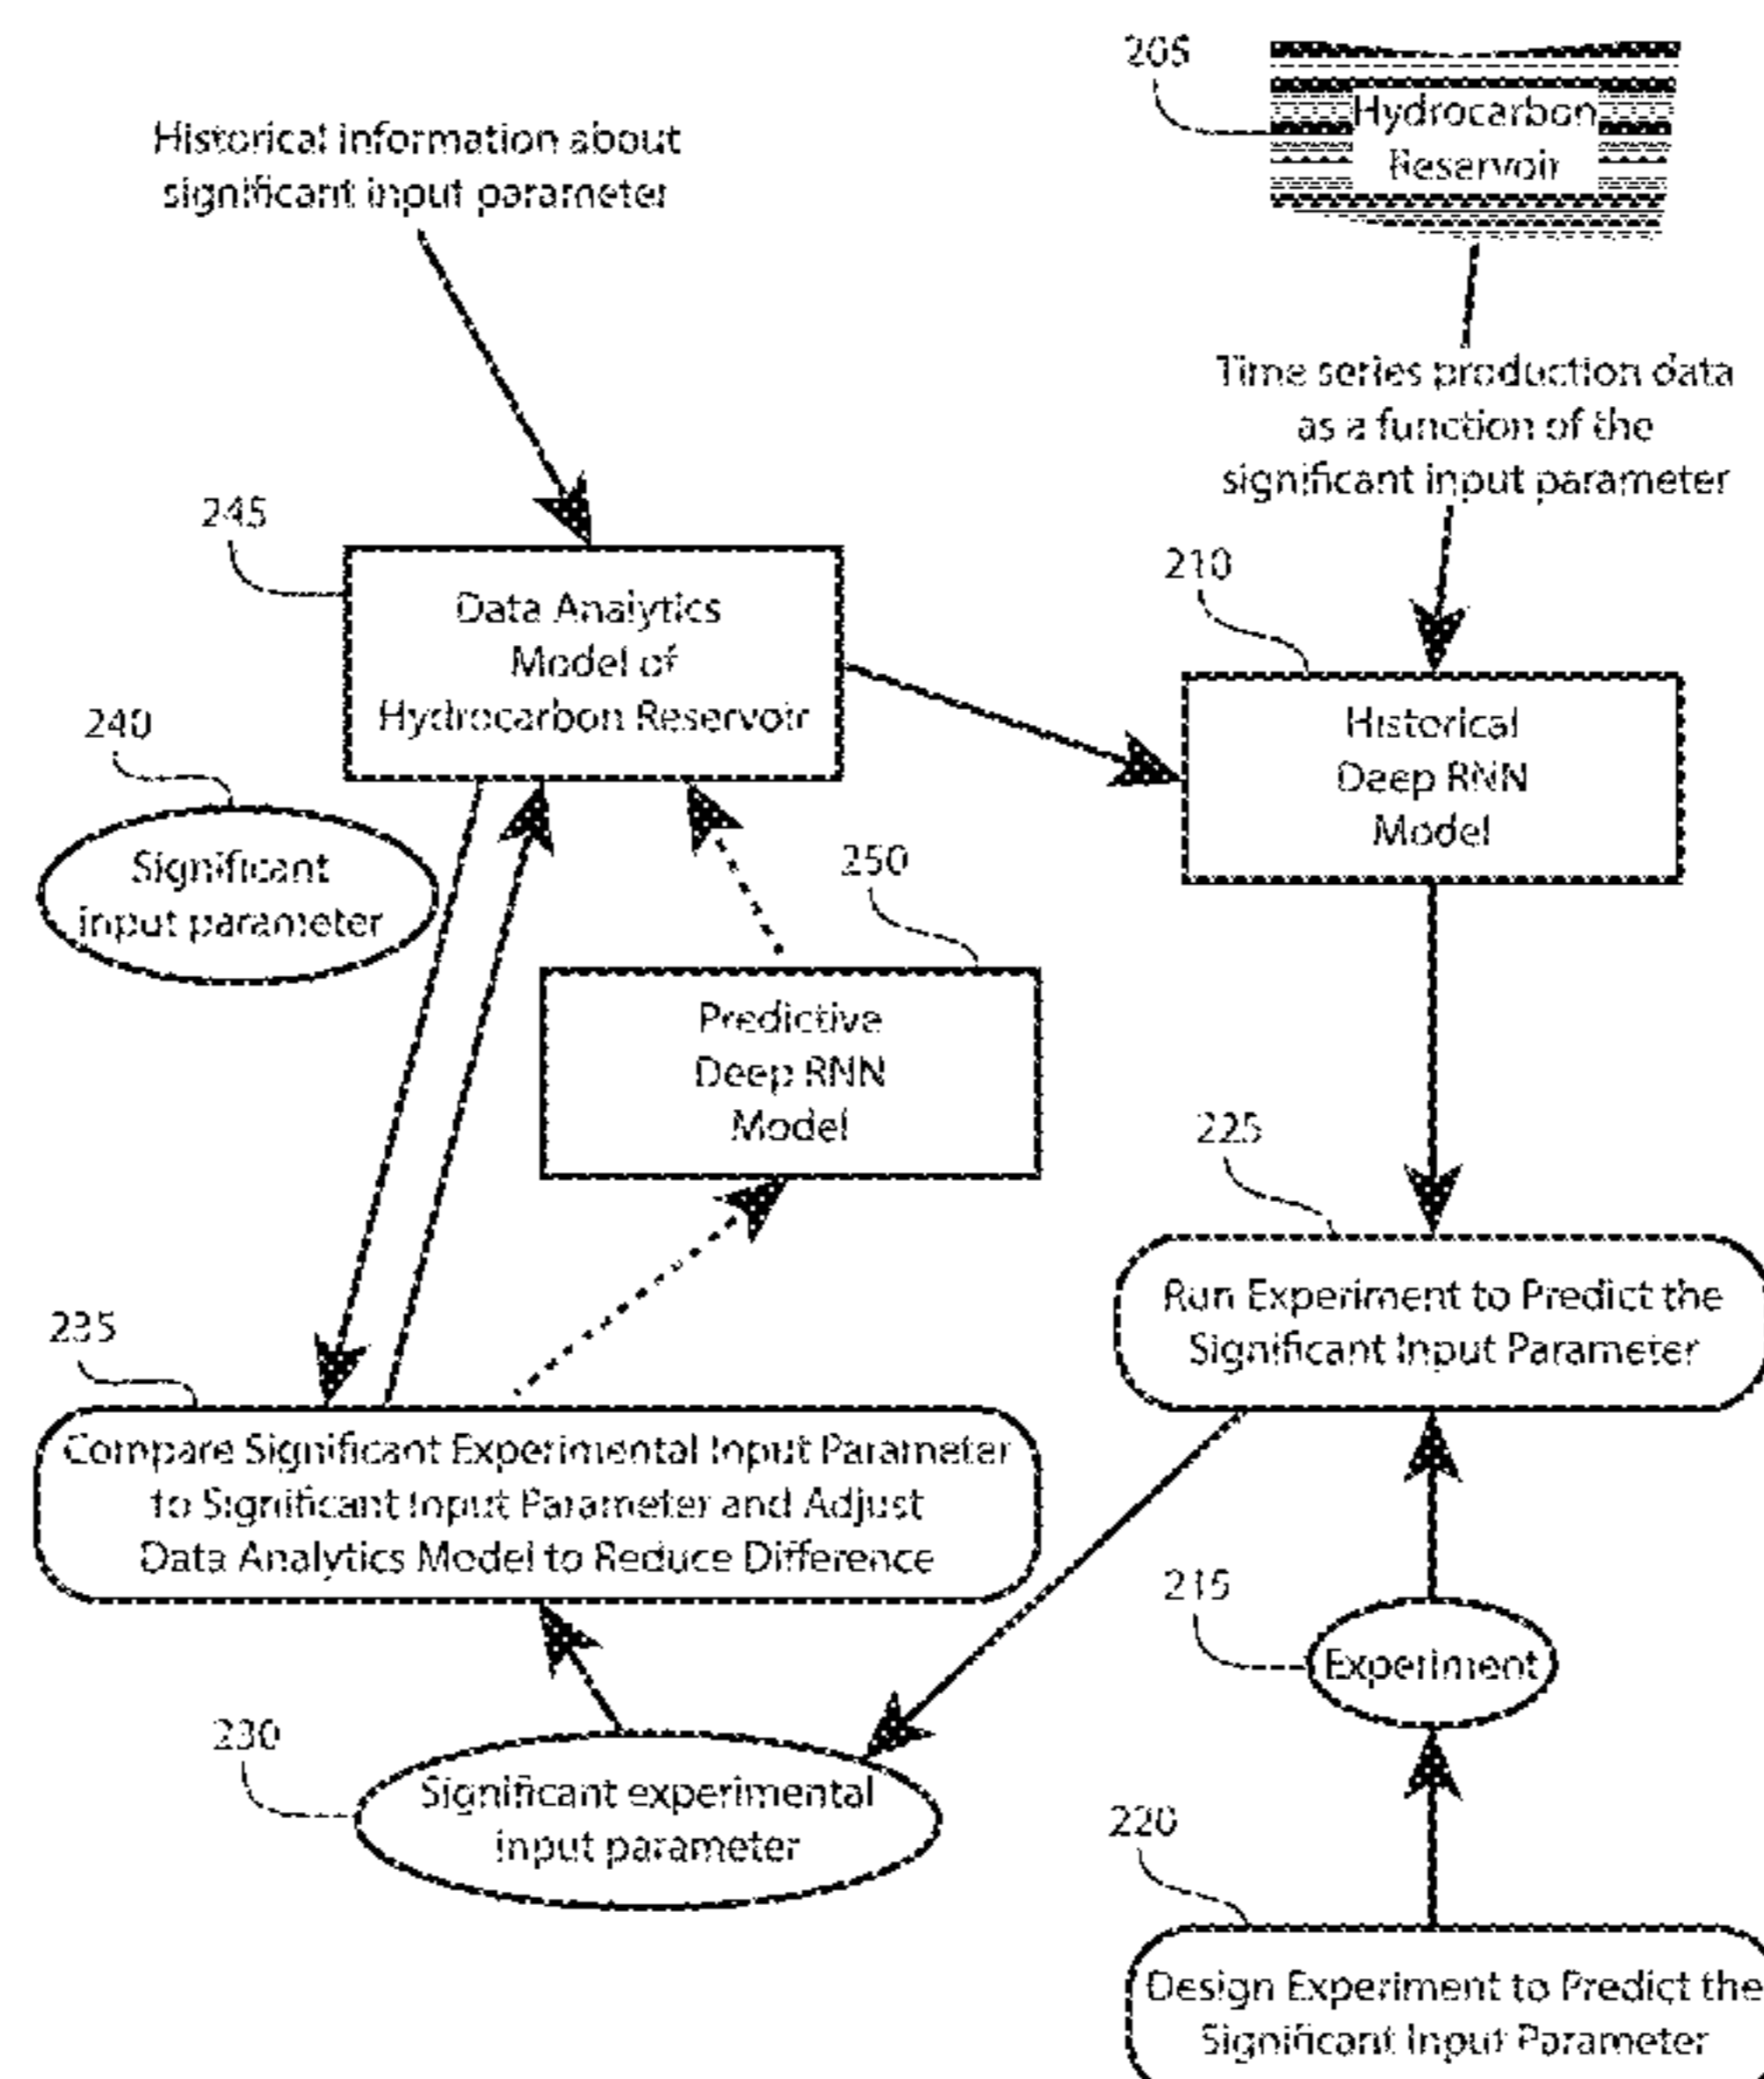 205
Hydrocarbon
Reservoir
Historical information about
significant input parameter
Time series production data
as a function of the
significant input parameter
245
Data Analytics
Model of
Hydrocarbon Reservoir
210
Historical
Deep RNN
Model
240
Significant
input parameter
250
Predictive
Deep RNN
Model
225
Run Experiment to Predict the
Significant Input Parameter
235
Compare Significant Experimental Input Parameter
to Significant Input Parameter and Adjust
Data Analytics Model to Reduce Difference
215
Experiment
230
Significant experimental
input parameter
220
Design Experiment to Predict the
Significant Input Parameter